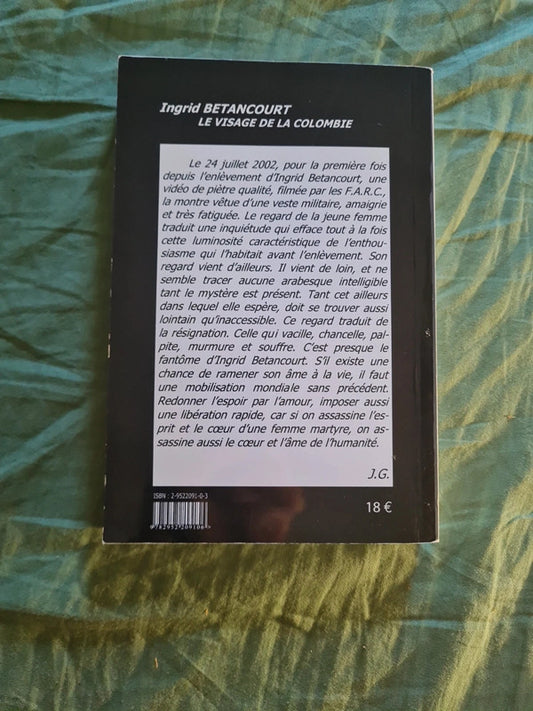 Ingrid BETANCOURT
LE VISAGE DE LA COLOMBIE
Le 24 juillet 2002, pour la première fois
depuis l'enlèvement d'Ingrid Betancourt, une
vidéo de piètre qualité, filmée par les F.A.R.C.,
la montre vêtue d'une veste militaire, amaigrie
et très fatiguée. Le regard de la jeune femme
traduit une inquiétude qui efface tout à la fois
cette luminosité caractéristique de l'enthou-
siasme qui l'habitait avant l'enlèvement. Son
regard vient d'ailleurs. Il vient de loin, et ne
semble tracer aucune arabesque intelligible
tant le mystère est présent. Tant cet ailleurs
dans lequel elle espère, doit se trouver aussi
lointain qu'inaccessible. Ce regard traduit de
la résignation. Celle qui vacille, chancelle, pal-
pite, murmure et souffre. C'est presque le
fantôme d'Ingrid Betancourt. S'il existe une
chance de ramener son âme à la vie, il faut
une mobilisation mondiale sans précédent.
Redonner l'espoir par l'amour, imposer aussi
une libération rapide, car si on assassine l'es-
prit et le cœur d'une femme martyre, on as-
sassine aussi le cœur et l'âme de l'humanité.
J.G.
ISBN : 2-9522091-0-3
9 782952 209106
18 €